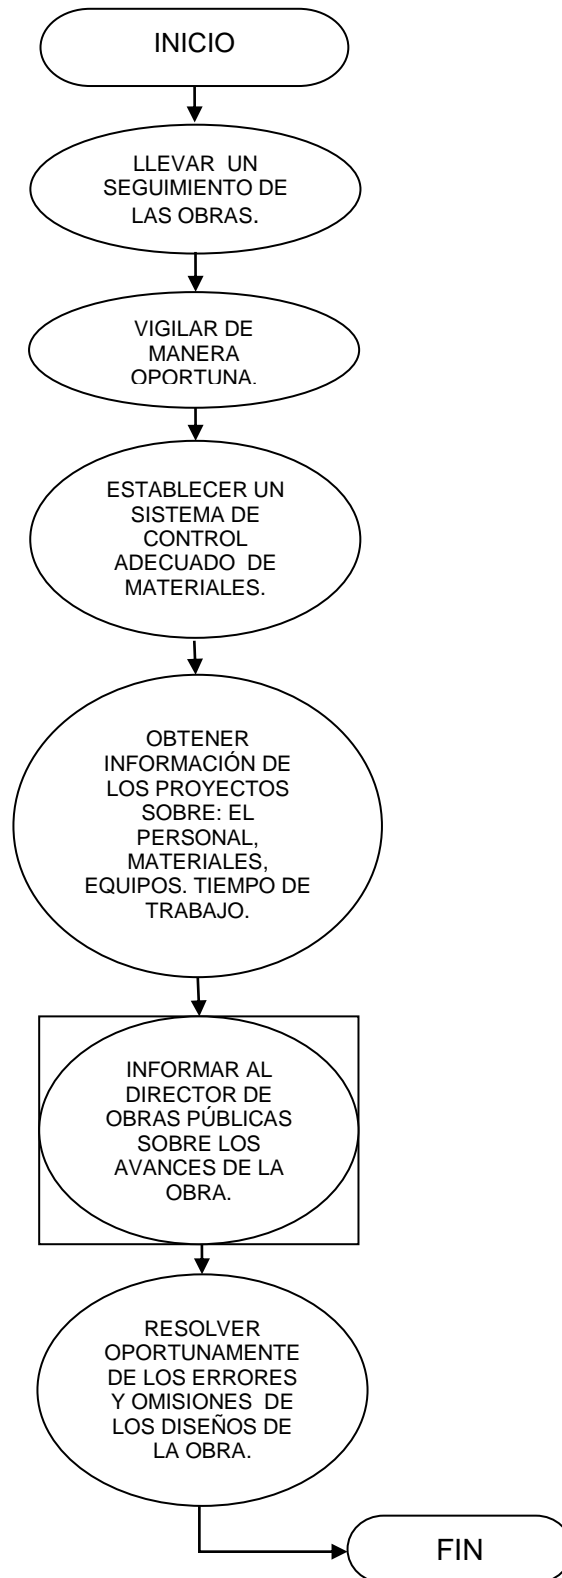 INICIO
LLEVAR UN
SEGUIMIENTO DE
LAS OBRAS.
VIGILAR DE
MANERA
OPORTUNA.
ESTABLECER UN
SISTEMA DE
CONTROL
ADECUADO DE
MATERIALES.
OBTENER
INFORMACIÓN DE
LOS PROYECTOS
SOBRE: EL
PERSONAL,
MATERIALES,
EQUIPOS. TIEMPO DE
TRABAJO.
INFORMAR AL
DIRECTOR DE
OBRAS PÚBLICAS
SOBRE LOS
AVANCES DE LA
OBRA.
RESOLVER
OPORTUNAMENTE
DE LOS ERRORES
Y OMISIONES DE
LOS DISEÑOS DE
LA OBRA.
FIN